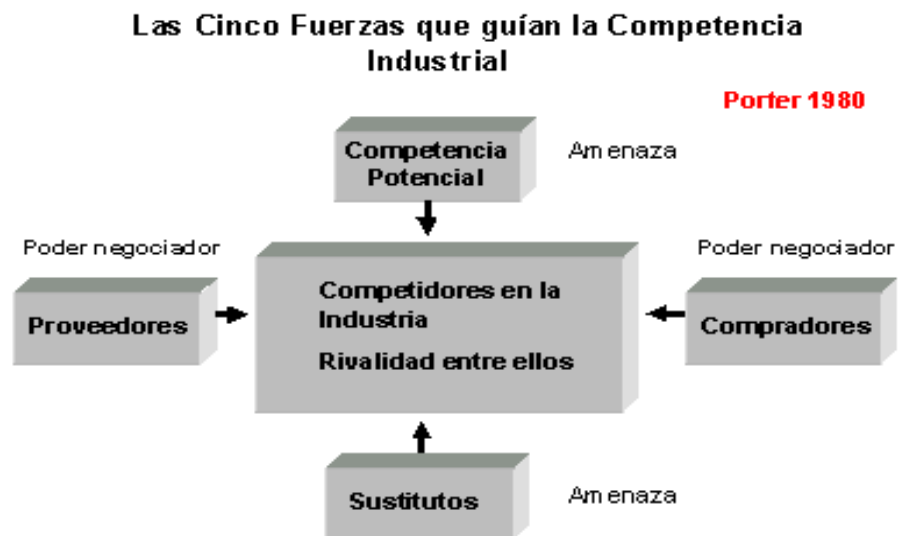 Las Cinco Fuerzas que guían la Competencia
Industrial
Porter 1980
Competencia
Potencial
Amenaza
Poder negociador
Poder negociador
Proveedores
Competidores en la
Industria
Rivalidad entre ellos
Compradores
Sustitutos
Amenaza